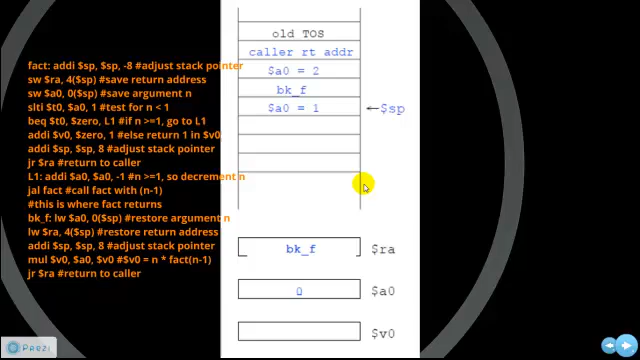 old TOS
caller rt addr
$a0 = 2
bk_f
$a0 = 1
←$sp
fact: addi $sp, $sp, -8 #adjust stack pointer
sw $ra, 4($sp) #save return address
sw $a0, 0($sp) #save argument n
slti $t0, $a0, 1 #test for n < 1
beq $t0, $zero, L1 #if n >=1, go to L1
addi $v0, $zero, 1 #else return 1 in $v0
addi $sp, $sp, 8 #adjust stack pointer
jr $ra #return to caller
L1: addi $a0, $a0, -1 #n >=1, so decrement n
jal fact #call fact with (n-1)
#this is where fact returns
bk_f: lw $a0, 0($sp) #restore argument n
lw $ra, 4($sp) #restore return address
addi $sp, $sp, 8 #adjust stack pointer
mul $v0, $a0, $v0 #$v0 = n * fact(n-1)
jr $ra #return to caller
bk_f $ra
0 $a0
$v0
Prezi